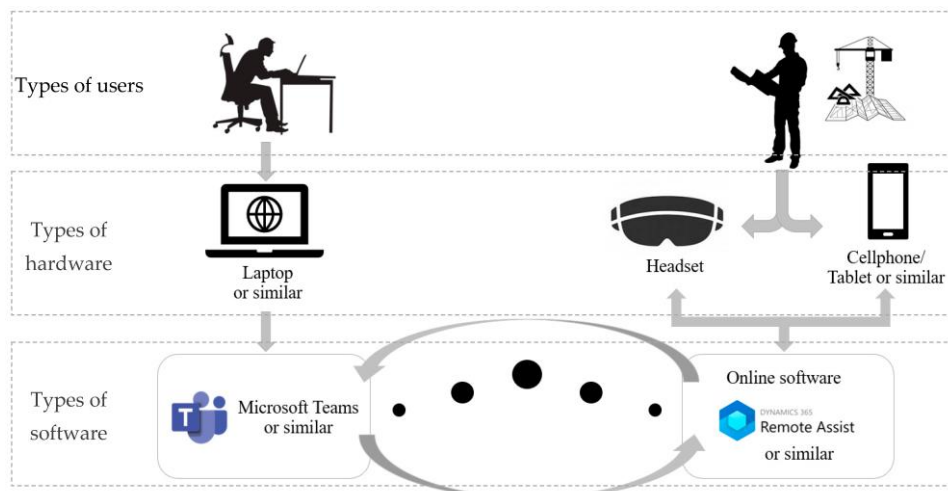 Types of users
Types of
hardware
Laptop
or similar
Headset
Cellphone/
Tablet or similar
Types of
software
T
Microsoft Teams
or similar
Online software
DYNAMICS 365
Remote Assist
or similar